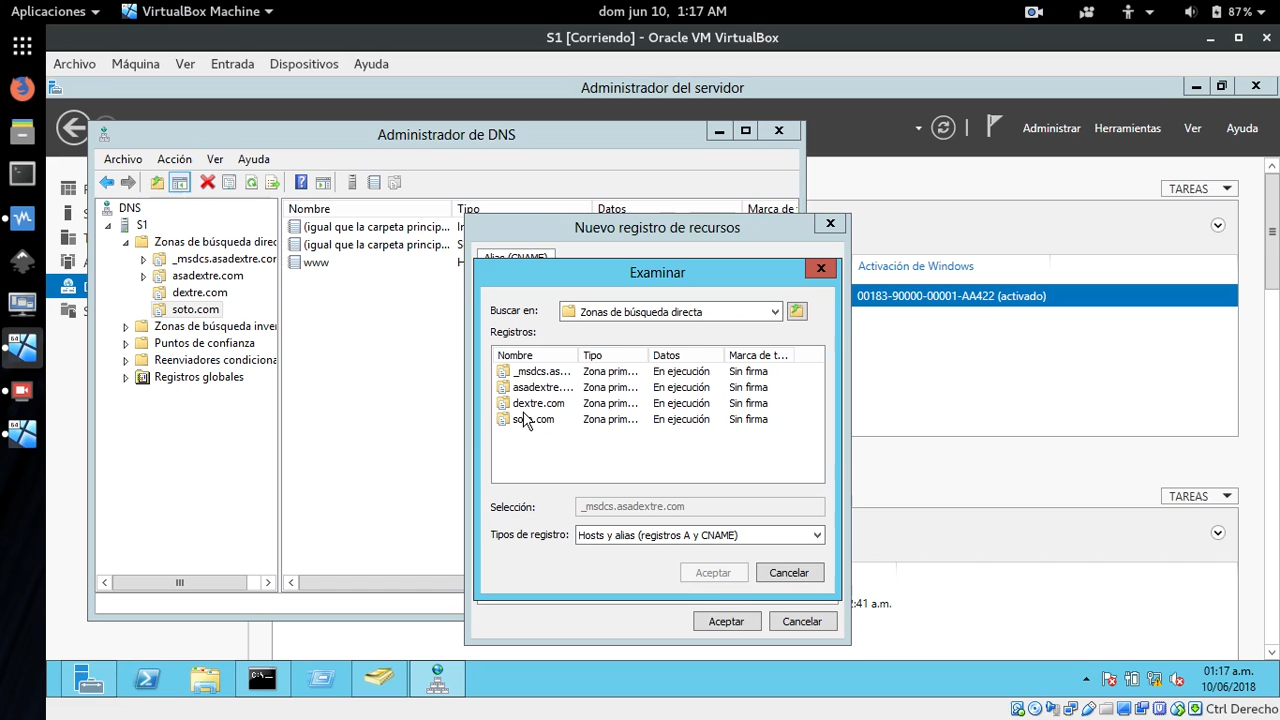 Aplicaciones
VirtualBox Machine
dom jun 10, 1:17 AM
87%
S1 [Corriendo] - Oracle VM VirtualBox
Archivo Máquina Ver Entrada Dispositivos Ayuda
Administrador del servidor
Administrar Herramientas Ver Ayuda
Administrador de DNS
Archivo Acción Ver Ayuda
DNS
S1
Zonas de búsqueda direc
_msdcs.asadextre.cor
asadextre.com
dextre.com
soto.com
Zonas de búsqueda inver
Puntos de confianza
Reenviadores condiciona
Registros globales
Nombre Tipo Datos Marca de t
(igual que la carpeta princip...
(igual que la carpeta princip...
www
Nuevo registro de recursos
Alias (CNAME)
Examinar
Buscar en: Zonas de búsqueda directa
Registros:
Nombre Tipo Datos Marca de t...
_msdcs.as... Zona prim... En ejecución Sin firma
asadextre.... Zona prim... En ejecución Sin firma
dextre.com Zona prim... En ejecución Sin firma
soto.com Zona prim... En ejecución Sin firma
Selección: _msdcs.asadextre.com
Tipos de registro: Hosts y alias (registros A y CNAME)
Aceptar Cancelar
Aceptar Cancelar
TAREAS
Activación de Windows
00183-90000-00001-AA422 (activado)
TAREAS
2:41 a.m.
01:17 a.m.
10/06/2018
Ctrl Derecho